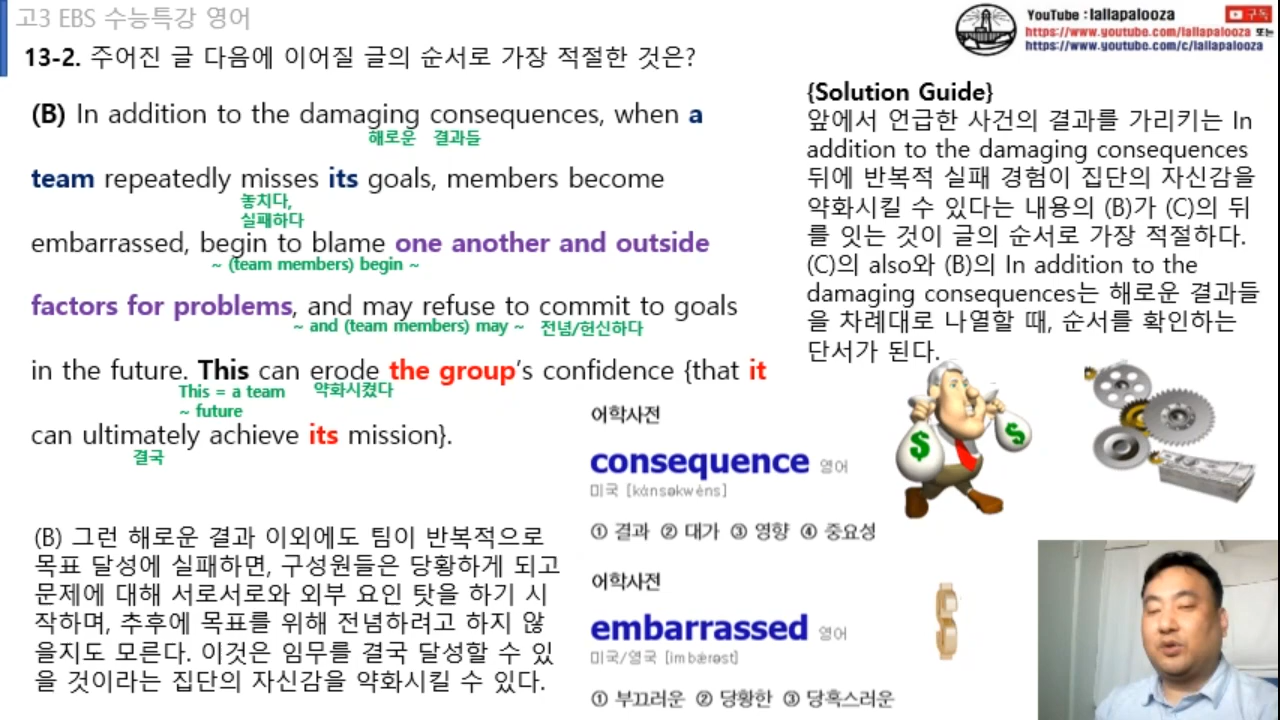 고3 EBS 수능특강 영어
13-2. 주어진 글 다음에 이어질 글의 순서로 가장 적절한 것은?
YouTube : lallapalooza
구독
https://www.youtube.com/lallapalooza 또는
https://www.youtube.com/c/lallapalooza
(B) In addition to the damaging consequences, when a
해로운 결과들
team repeatedly misses its goals, members become
놓치다,
실패하다
embarrassed, begin to blame one another and outside
~ (team members) begin ~
factors for problems, and may refuse to commit to goals
~ and (team members) may ~ 전념/헌신하다
in the future. This can erode the group's confidence {that it
This = a team 약화시켰다
~ future
can ultimately achieve its mission}.
결국
{Solution Guide}
앞에서 언급한 사건의 결과를 가리키는 In
addition to the damaging consequences
뒤에 반복적 실패 경험이 집단의 자신감을
약화시킬 수 있다는 내용의 (B)가 (C)의 뒤
를 잇는 것이 글의 순서로 가장 적절하다.
(C)의 also와 (B)의 In addition to the
damaging consequences는 해로운 결과들
을 차례대로 나열할 때, 순서를 확인하는
단서가 된다.
(B) 그런 해로운 결과 이외에도 팀이 반복적으로
목표 달성에 실패하면, 구성원들은 당황하게 되고
문제에 대해 서로서로와 외부 요인 탓을 하기 시
작하며, 추후에 목표를 위해 전념하려고 하지 않
을지도 모른다. 이것은 임무를 결국 달성할 수 있
을 것이라는 집단의 자신감을 약화시킬 수 있다.
어학사전
consequence 영어
미국 [kάnsəkwèns]
① 결과 ② 대가 ③ 영향 ④ 중요성
어학사전
embarrassed 영어
미국/영국 [imbǽrəst]
① 부끄러운 ② 당황한 ③ 당혹스러운
$ $